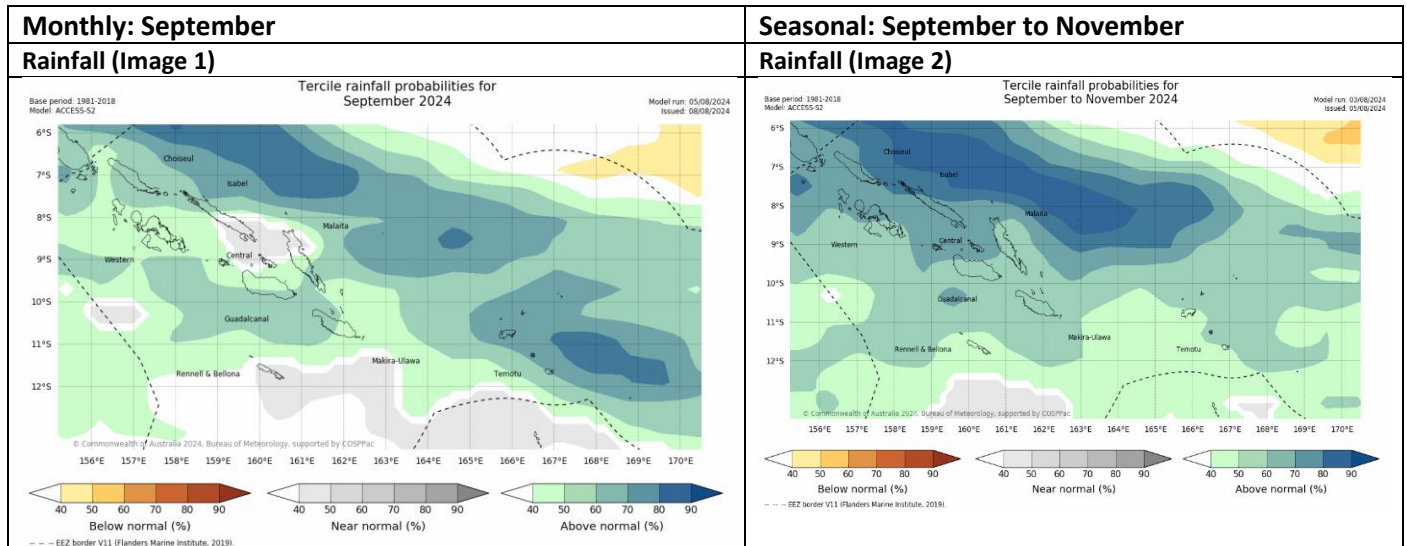 Monthly: September
Seasonal: September to November
Rainfall (Image 1)
Rainfall (Image 2)
Tercile rainfall probabilities for
September 2024
Base period: 1981-2018
Model: ACCESS-S2
Model run: 05/08/2024
Issued: 08/08/2024
6°S
7°S
8°S
9°S
10°S
11°S
12°S
Choiseul
Isabel
Malaita
Central
Western
Guadalcanal
Makira-Ulawa
Rennell & Bellona
Temotu
© Commonwealth of Australia 2024, Bureau of Meteorology, supported by COSPPac
156°E 157°E 158°E 159°E 160°E 161°E 162°E 163°E 164°E 165°E 166°E 167°E 168°E 169°E 170°E
40 50 60 70 80 90
Below normal (%)
40 50 60 70 80 90
Near normal (%)
40 50 60 70 80 90
Above normal (%)
EEZ border V11 (Flanders Marine Institute, 2019).
Tercile rainfall probabilities for
September to November 2024
Base period: 1981-2018
Model: ACCESS-S2
Model run: 03/08/2024
Issued: 05/08/2024
6°S
7°S
8°S
9°S
10°S
11°S
12°S
Choiseul
Isabel
Malaita
Central
Western
Guadalcanal
Makira-Ulawa
Rennell & Bellona
Temotu
© Commonwealth of Australia 2024, Bureau of Meteorology, supported by COSPPac
156°E 157°E 158°E 159°E 160°E 161°E 162°E 163°E 164°E 165°E 166°E 167°E 168°E 169°E 170°E
40 50 60 70 80 90
Below normal (%)
40 50 60 70 80 90
Near normal (%)
40 50 60 70 80 90
Above normal (%)
EEZ border V11 (Flanders Marine Institute, 2019).